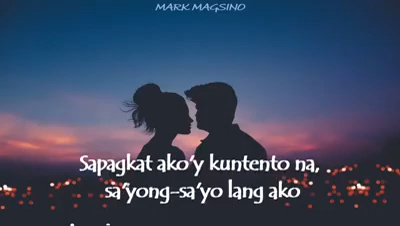 MARK MAGSINO
Sapagkat ako'y kuntento na,
sa'yong-sa'yo lang ako